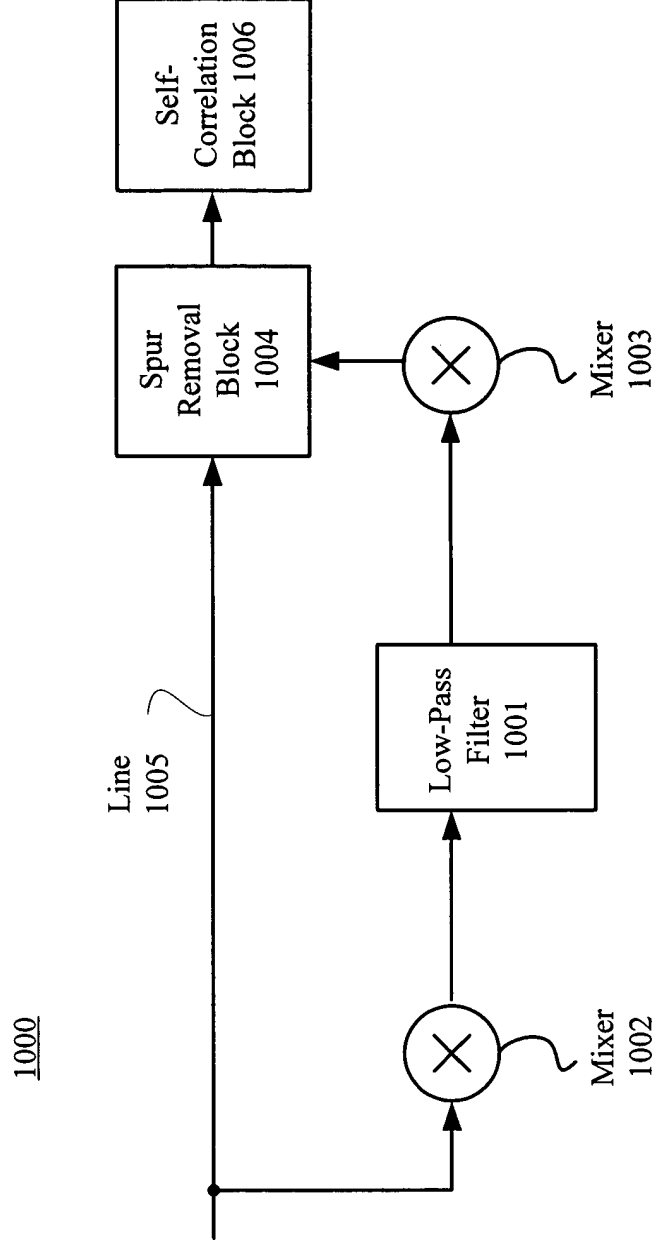 1000
Line
1005
Spur
Removal
Block
1004
Self-
Correlation
Block 1006
Mixer
1002
Low-Pass
Filter
1001
Mixer
1003